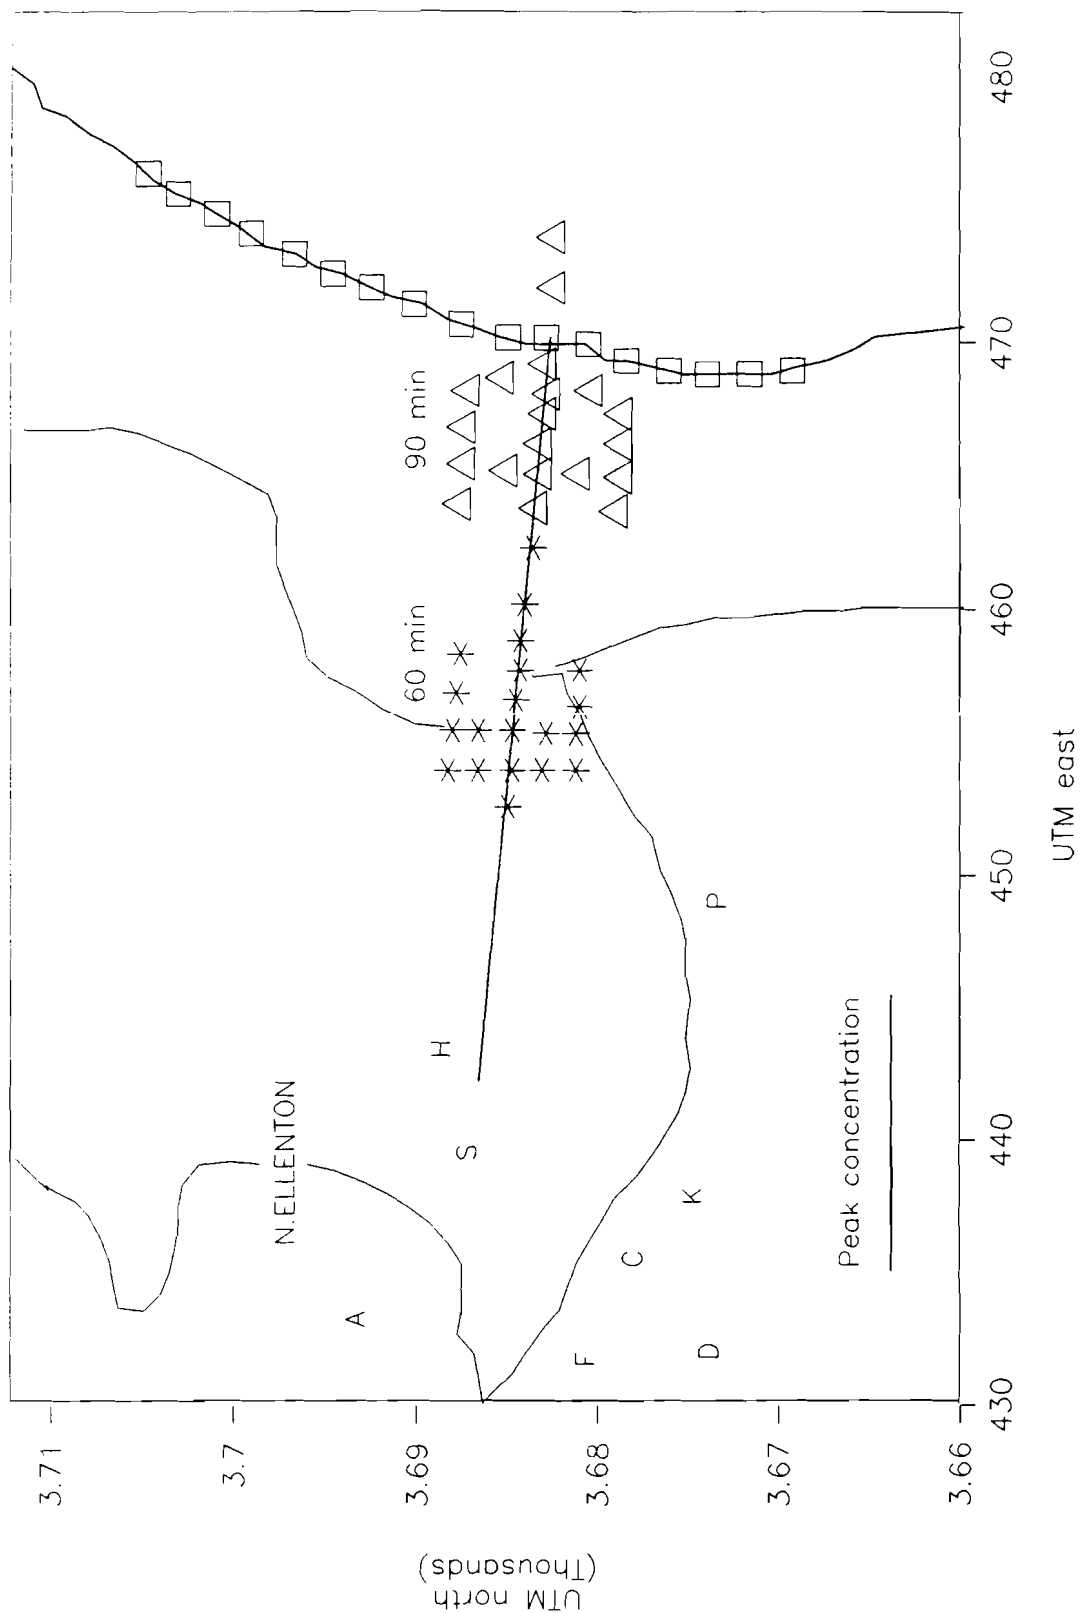 UTM north
(Thousands)
3.71
3.7
3.69
3.68
3.67
3.66
430
440
450
460
470
480
UTM east
N.ELLENTON
A
F
D
C
K
S
H
P
60 min
90 min
Peak concentration